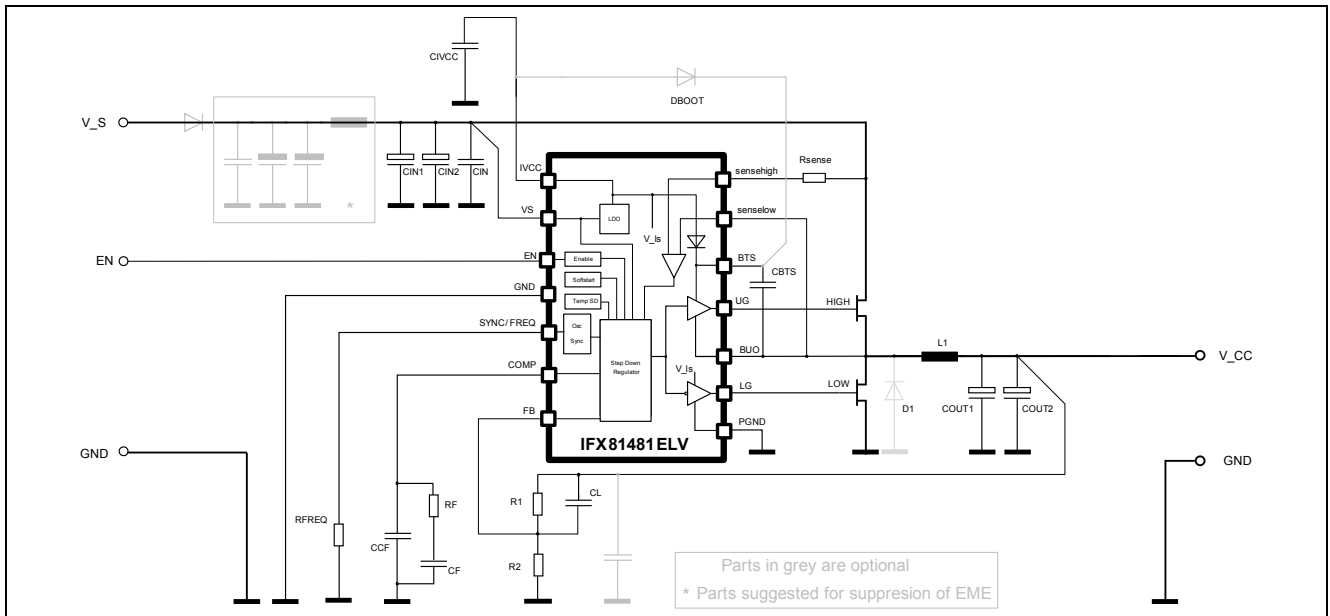 CIVCC
DBOOT
V_S
CIN1
CIN2
CIN
*
IVCC
sensehigh
Rsense
VS
LDO
senselow
V_Is
EN
EN
Enable
BTS
CBTS
Softstart
GND
Temp SD
UG
HIGH
SYNC/ FREQ
Osc
Sync
L1
COMP
Step Down
Regulator
BUO
V_CC
V_Is
LG
LOW
D1
COUT1
COUT2
FB
PGND
IFX81481ELV
GND
GND
R1
CL
RF
RFREQ
CCF
CF
R2
Parts in grey are optional
* Parts suggested for suppresion of EME